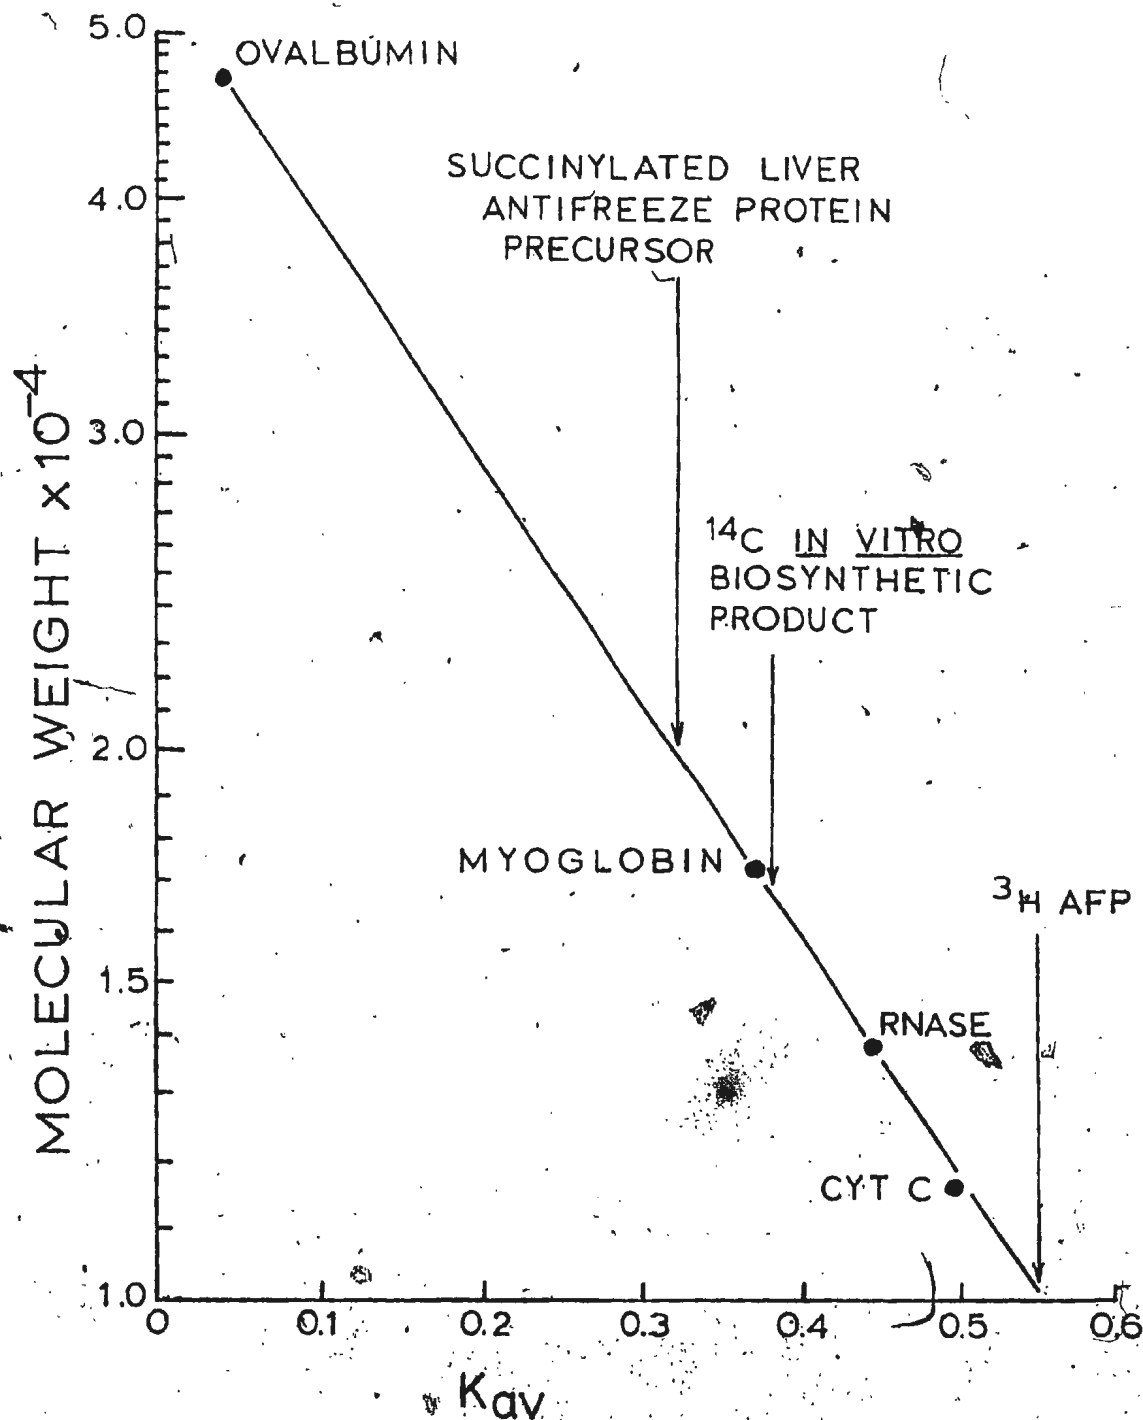 5.0
OVALBUMIN
SUCCINYLATED LIVER
ANTIFREEZE PROTEIN
PRECURSOR
4.0
3.0
¹⁴C IN VITRO
BIOSYNTHETIC
PRODUCT
2.0
MYOGLOBIN
³H AFP
1.5
RNASE
CYT C
1.0
0 0.1 0.2 0.3 0.4 0.5 0.6
Kav
MOLECULAR WEIGHT x10⁻⁴